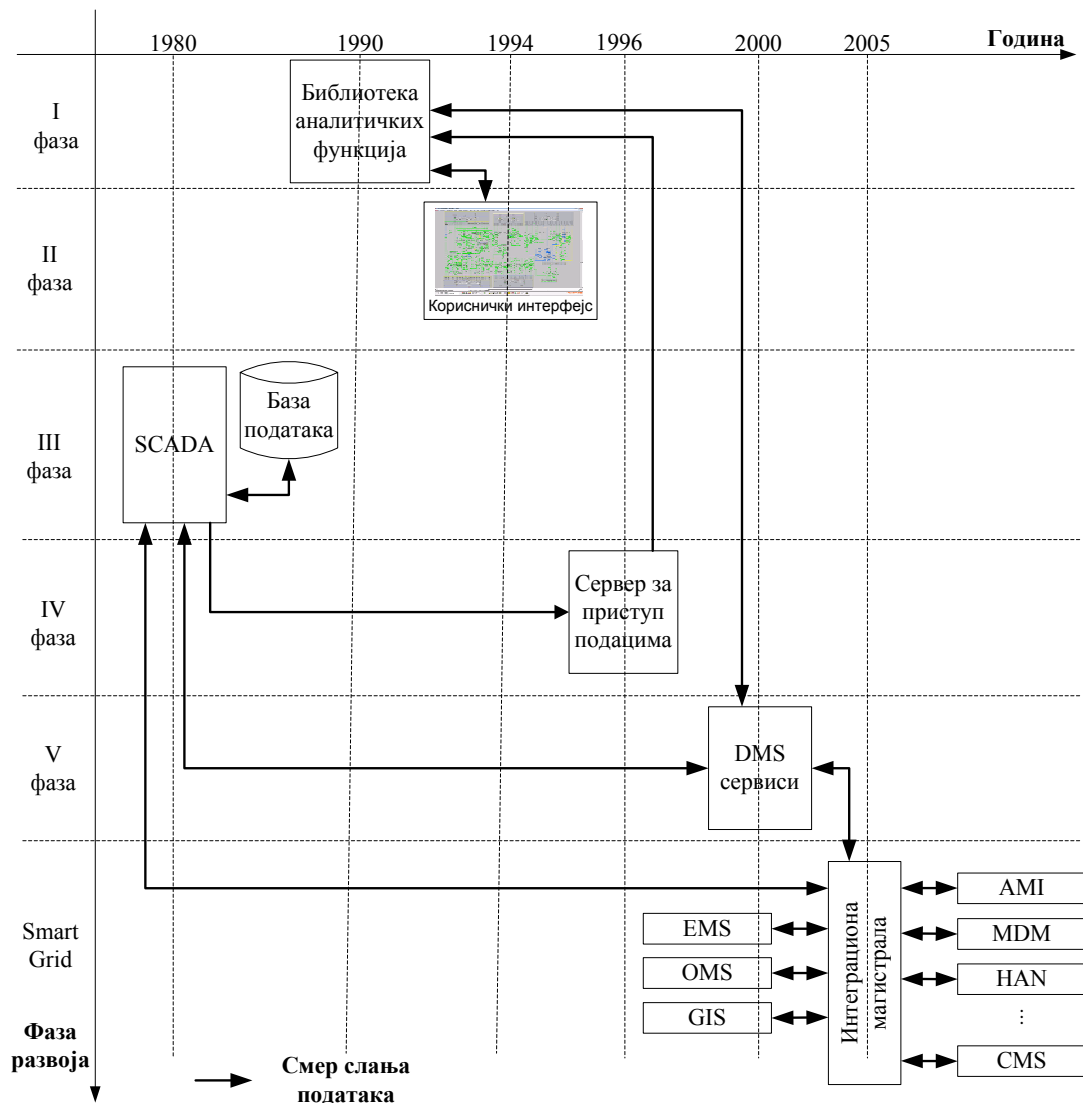 1980
1990
1994
1996
2000
2005
Година
I
фаза
Библиотека
аналитичких
функција
II
фаза
Кориснички интерфејс
III
фаза
SCADA
База
података
IV
фаза
Сервер за
приступ
подацима
V
фаза
DMS
сервиси
Smart
Grid
EMS
OMS
GIS
Интеграциона
магистрала
AMI
MDM
HAN
...
CMS
Фаза
развоја
Смер слања
података